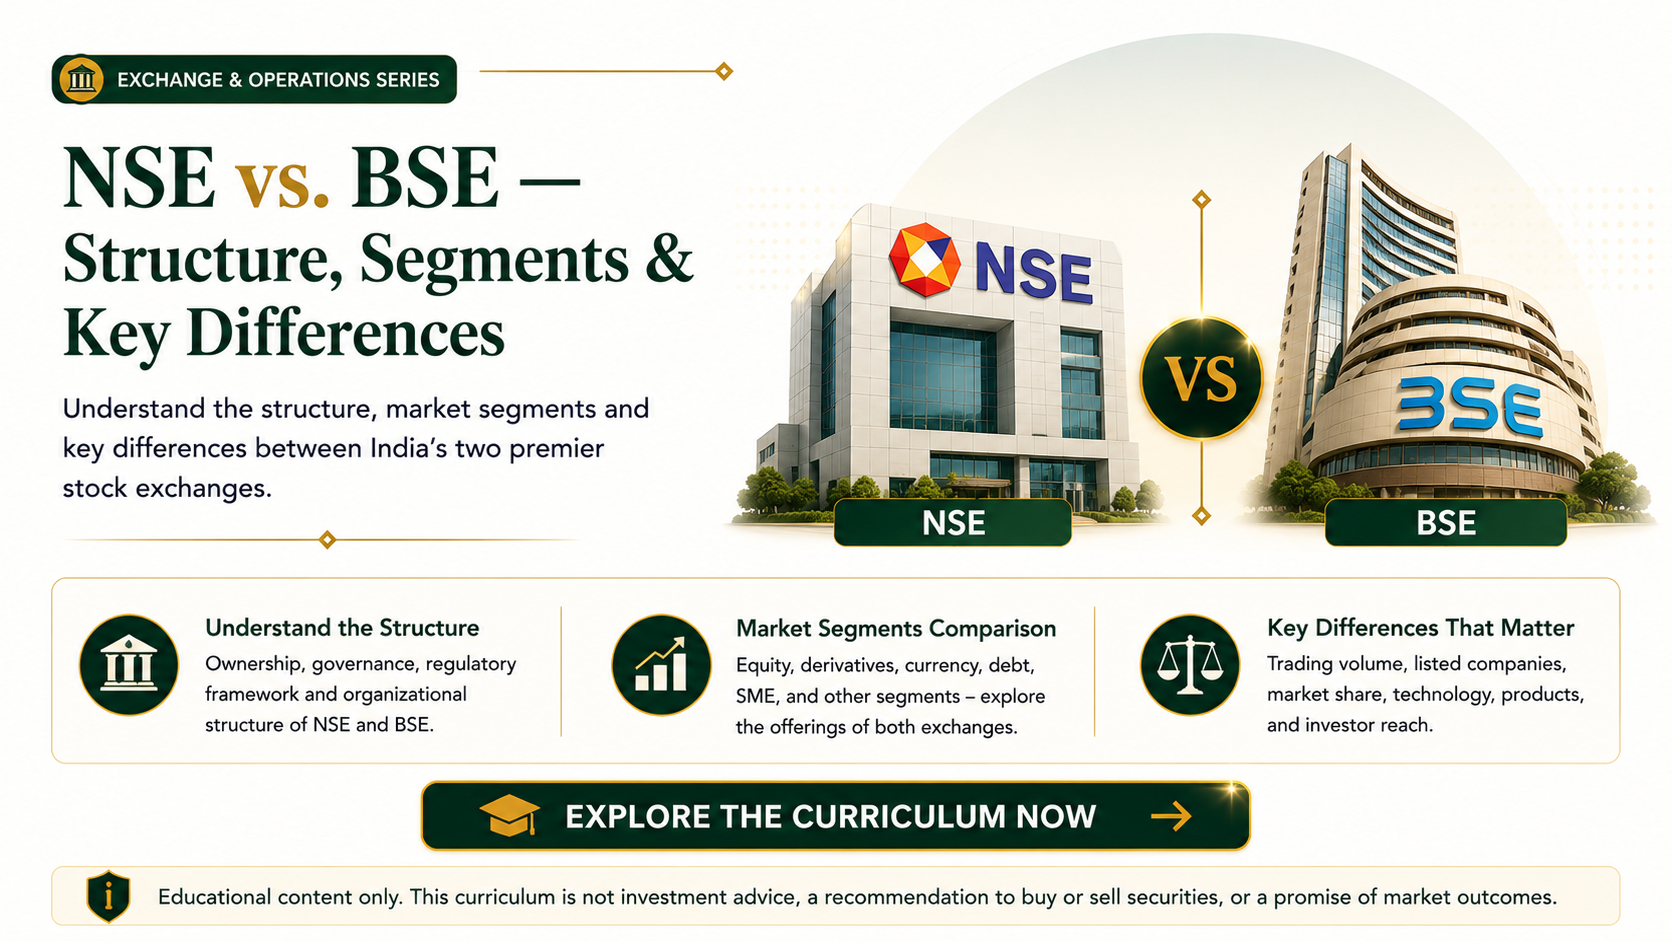 EXCHANGE & OPERATIONS SERIES
NSE vs. BSE —
Structure, Segments &
Key Differences
Understand the structure, market segments and
key differences between India's two premier
stock exchanges.
NSE
VS
BSE
NSE
BSE
Understand the Structure
Ownership, governance, regulatory
framework and organizational
structure of NSE and BSE.
Market Segments Comparison
Equity, derivatives, currency, debt,
SME, and other segments – explore
the offerings of both exchanges.
Key Differences That Matter
Trading volume, listed companies,
market share, technology, products,
and investor reach.
EXPLORE THE CURRICULUM NOW
Educational content only. This curriculum is not investment advice, a recommendation to buy or sell securities, or a promise of market outcomes.